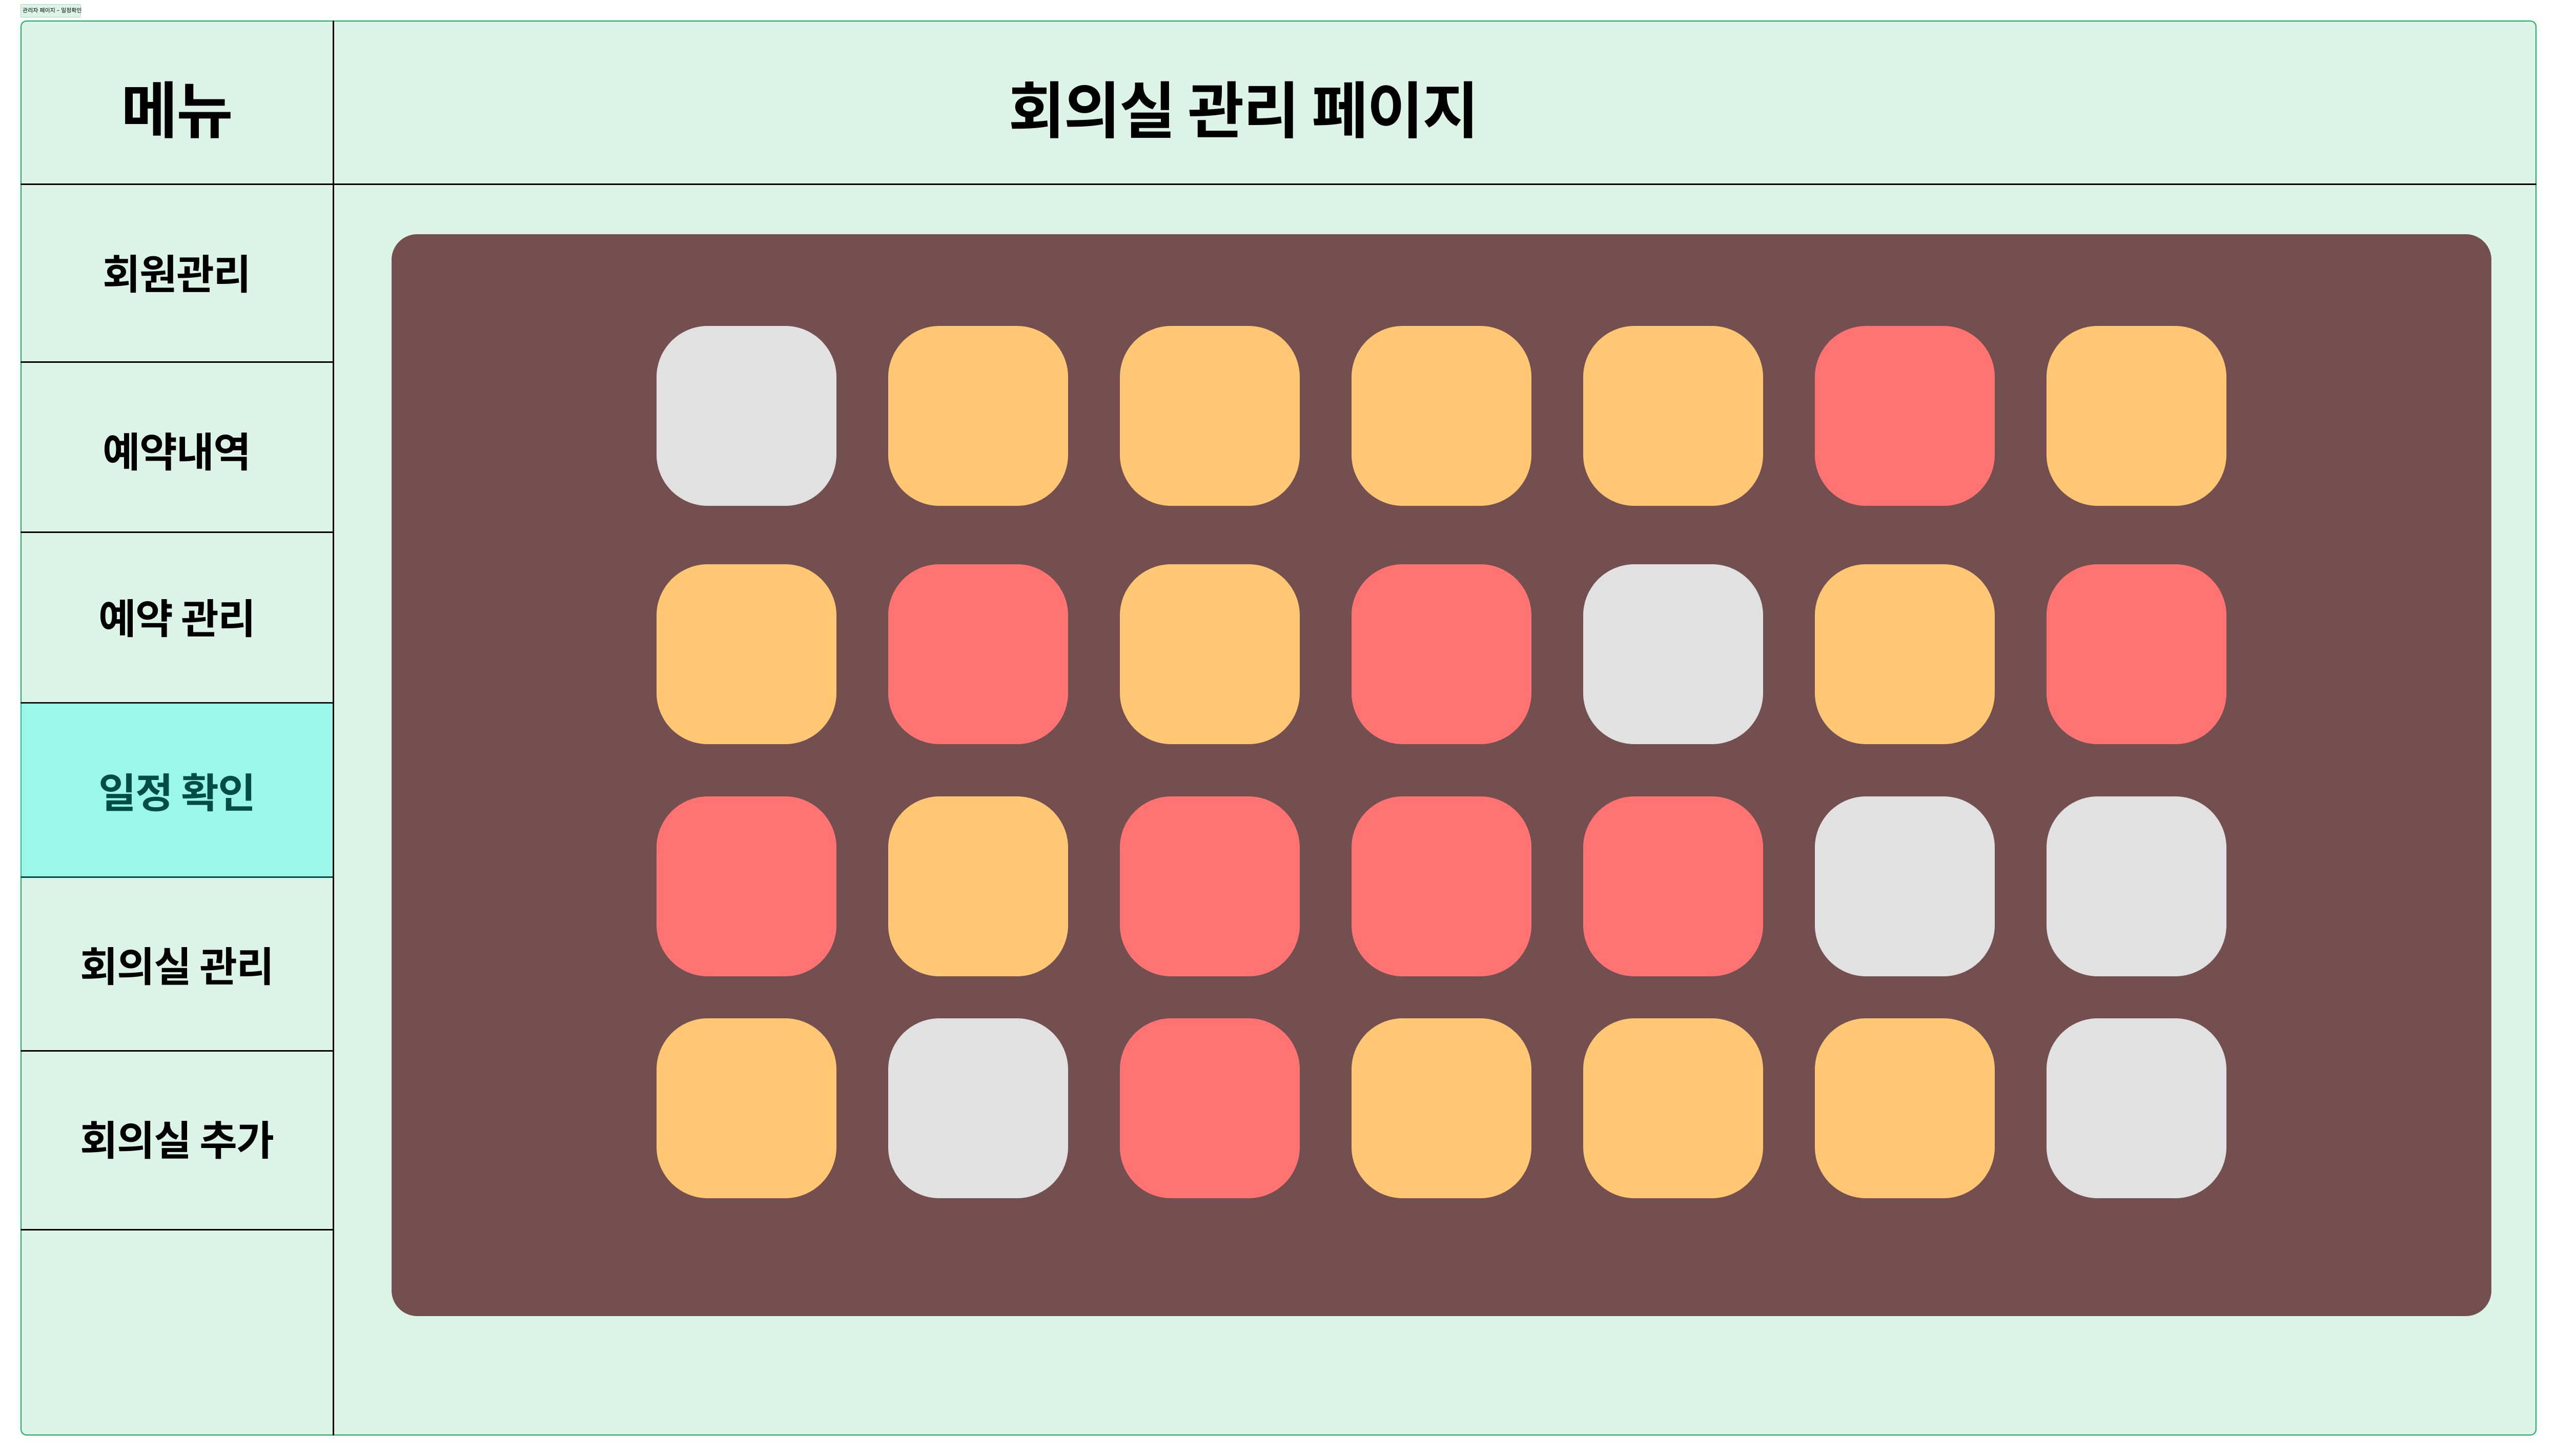 관리자 페이지 - 일정확인
메뉴
회의실 관리 페이지
회원관리
예약내역
예약 관리
일정 확인
회의실 관리
회의실 추가